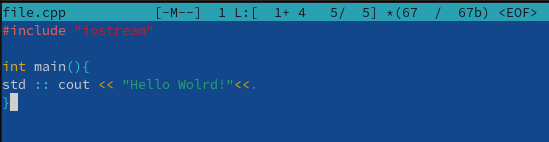 file.cpp [-M--] 1 L:[ 1+ 4 5/ 5] *(67 / 67b) <EOF>
#include "iostream"
int main(){
std :: cout << "Hello Wolrd!"<<.
}